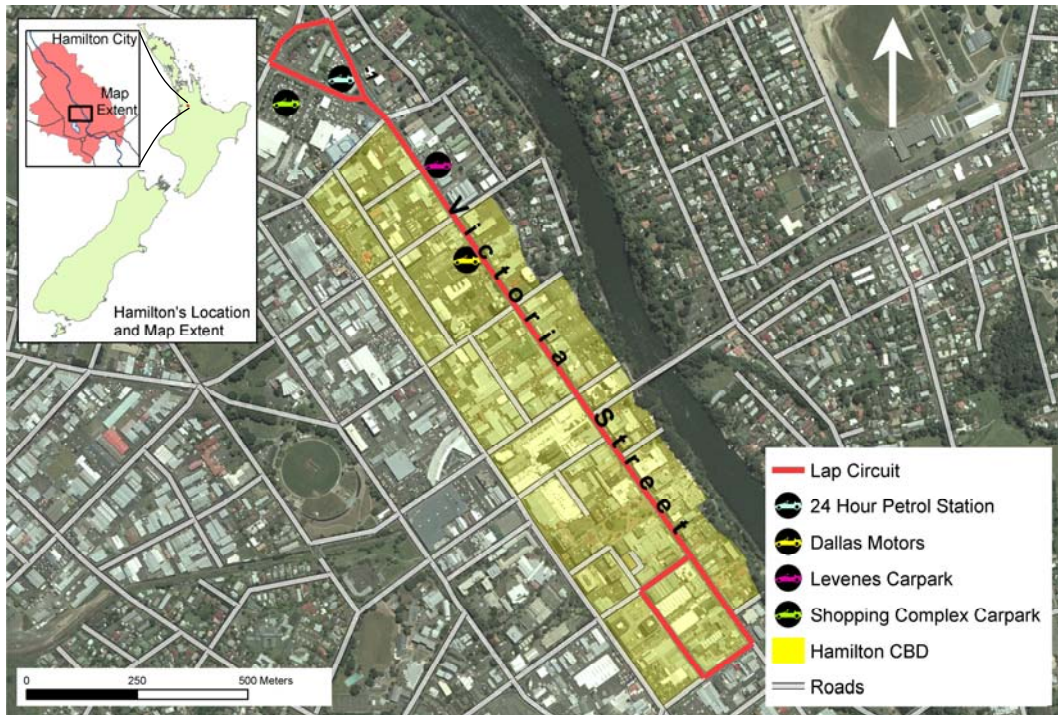 Hamilton City
Map
Extent
Hamilton's Location
and Map Extent
Victoria Street
Lap Circuit
24 Hour Petrol Station
Dallas Motors
Levenes Carpark
Shopping Complex Carpark
Hamilton CBD
Roads
0 250 500 Meters